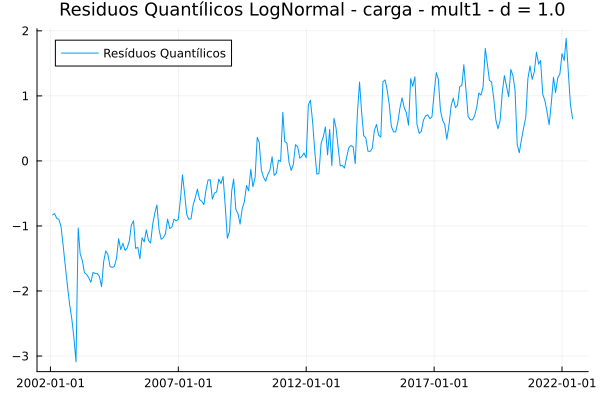 Residuos Quantílicos LogNormal - carga - mult1 - d = 1.0
Resíduos Quantílicos
2
1
0
-1
-2
-3
2002-01-01 2007-01-01 2012-01-01 2017-01-01 2022-01-01